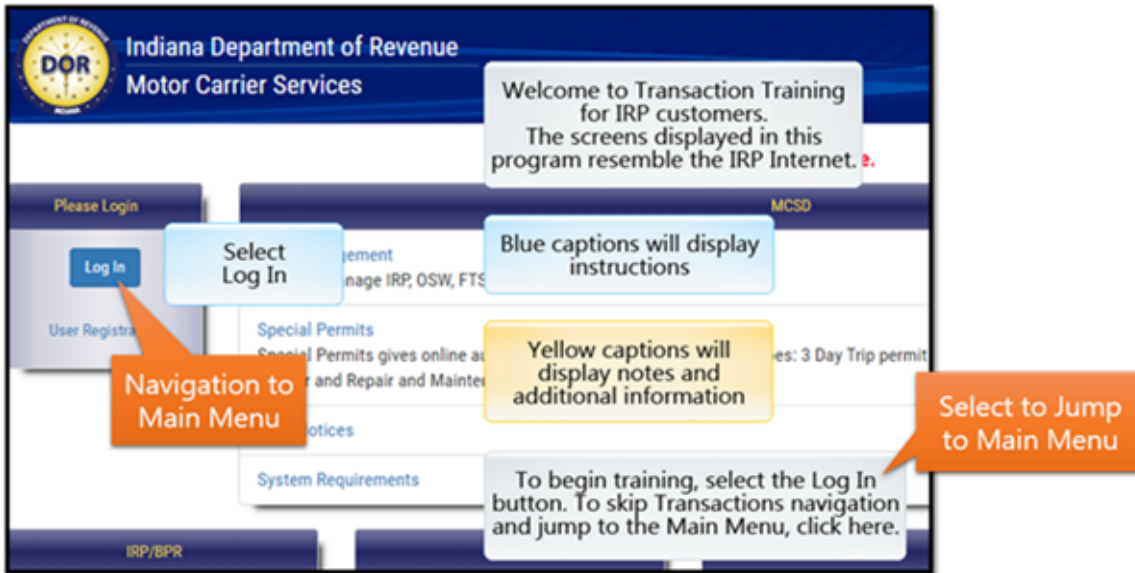 DEPARTMENT OF REVENUE
DOR
INDIANA
Indiana Department of Revenue
Motor Carrier Services
Welcome to Transaction Training
for IRP customers.
The screens displayed in this
program resemble the IRP Internet.
e.
Please Login
MCSD
Log In
Select
Log In
gement
nage IRP, OSW, FTS
Blue captions will display
instructions
User Registra
Special Permits
Special Permits gives online au
es: 3 Day Trip permit
r and Repair and Mainte
Yellow captions will
display notes and
additional information
Navigation to
Main Menu
Select to Jump
to Main Menu
otices
System Requirements
To begin training, select the Log In
button. To skip Transactions navigation
and jump to the Main Menu, click here.
IRP/BPR